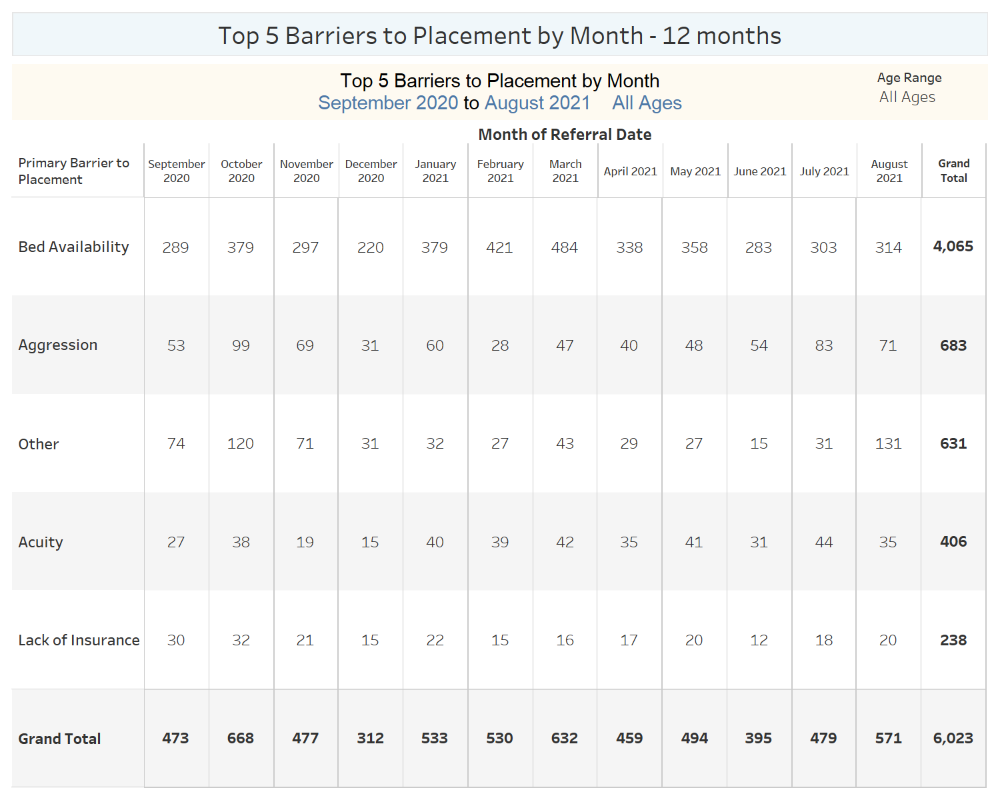 Top 5 Barriers to Placement by Month - 12 months
Top 5 Barriers to Placement by Month
September 2020 to August 2021 All Ages
Age Range
All Ages
Month of Referral Date
Primary Barrier to
Placement
September
2020
October
2020
November
2020
December
2020
January
2021
February
2021
March
2021
April 2021
May 2021
June 2021
July 2021
August
2021
Grand
Total
Bed Availability 289 379 297 220 379 421 484 338 358 283 303 314 4,065
Aggression 53 99 69 31 60 28 47 40 48 54 83 71 683
Other 74 120 71 31 32 27 43 29 27 15 31 131 631
Acuity 27 38 19 15 40 39 42 35 41 31 44 35 406
Lack of Insurance 30 32 21 15 22 15 16 17 20 12 18 20 238
Grand Total 473 668 477 312 533 530 632 459 494 395 479 571 6,023